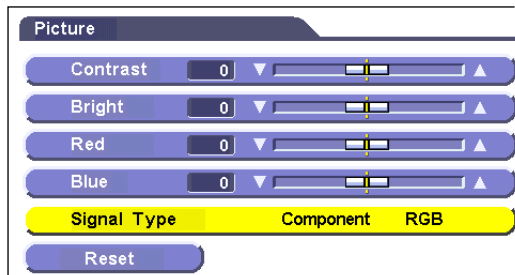 Picture
Contrast 0
Bright 0
Red 0
Blue 0
Signal Type Component RGB
Reset